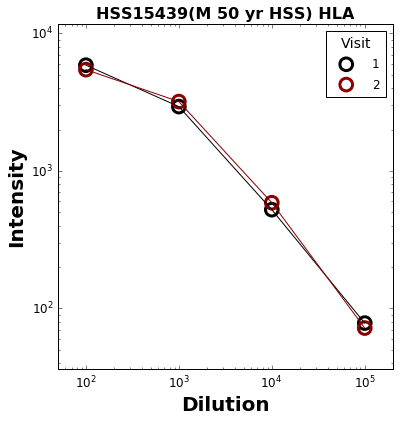 HSS15439(M 50 yr HSS) HLA
Visit
1
2
10⁴
10³
10²
Intensity
10² 10³ 10⁴ 10⁵
Dilution